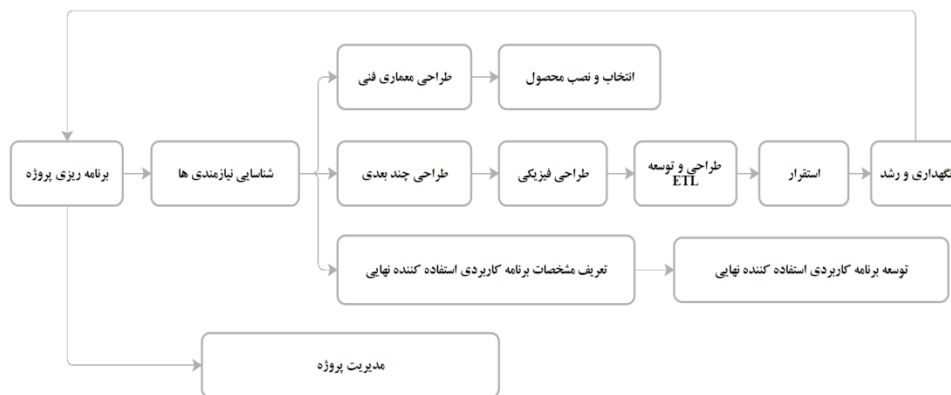 طراحی معماری فنی
انتخاب و نصب محصول
برنامه ریزی پروژه
شناسایی نیازمندی ها
طراحی چند بعدی
طراحی فیزیکی
طراحی و توسعه
ETL
استقرار
نگهداری و رشد
تعریف مشخصات برنامه کاربردی استفاده کننده نهایی
توسعه برنامه کاربردی استفاده کننده نهایی
مدیریت پروژه